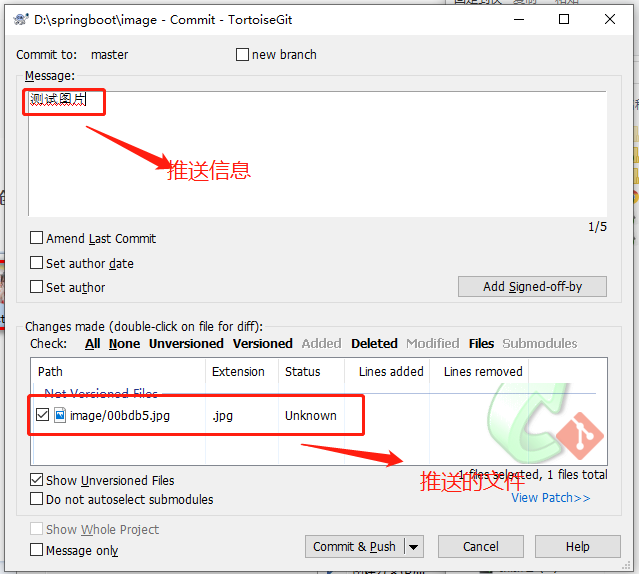 D:\springboot\image - Commit - TortoiseGit
Commit to: master new branch
Message:
测试图片
推送信息
1/5
Amend Last Commit
Set author date
Set author
Add Signed-off-by
Changes made (double-click on file for diff):
Check: All None Unversioned Versioned Added Deleted Modified Files Submodules
Path Extension Status Lines added Lines removed
Not Versioned Files
image/00bdb5.jpg .jpg Unknown
1 files selected, 1 files total
推送的文件
Show Unversioned Files
Do not autoselect submodules
View Patch>>
Show Whole Project
Message only
Commit & Push Cancel Help